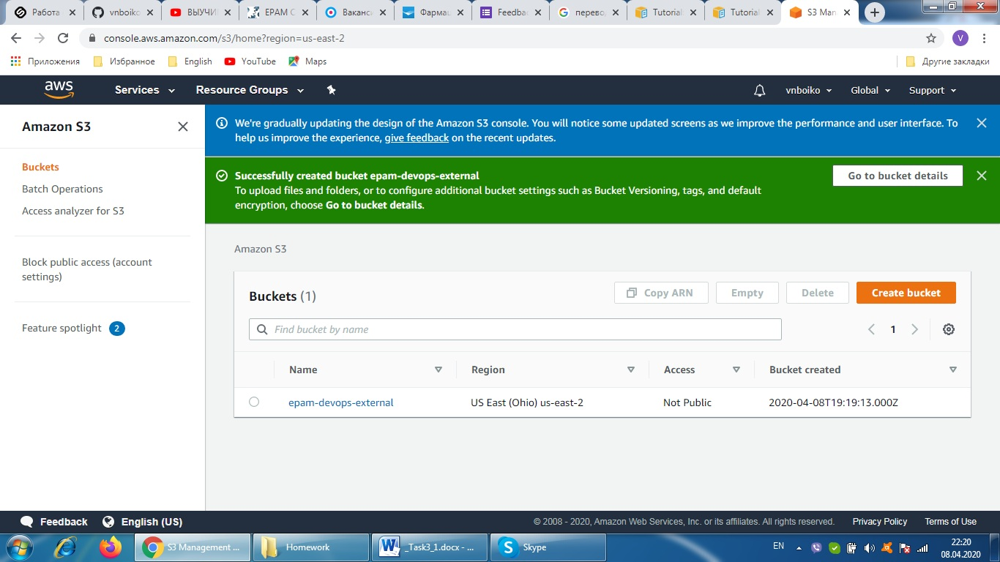 Работа
vnboiko
ВЫУЧИ
EPAM C
Ваканс
Фармац
Feedba
перево
Tutorial
Tutorial
S3 Man
console.aws.amazon.com/s3/home?region=us-east-2
V
Приложения Избранное English YouTube Maps Другие закладки
aws Services Resource Groups vnboiko Global Support
Amazon S3
Buckets
Batch Operations
Access analyzer for S3
Block public access (account
settings)
Feature spotlight 2
We're gradually updating the design of the Amazon S3 console. You will notice some updated screens as we improve the performance and user interface. To
help us improve the experience, give feedback on the recent updates.
Successfully created bucket epam-devops-external
To upload files and folders, or to configure additional bucket settings such as Bucket Versioning, tags, and default
encryption, choose Go to bucket details.
Go to bucket details
Amazon S3
Buckets (1)
Copy ARN Empty Delete Create bucket
Find bucket by name
1
Name Region Access Bucket created
epam-devops-external US East (Ohio) us-east-2 Not Public 2020-04-08T19:19:13.000Z
Feedback English (US) © 2008 - 2020, Amazon Web Services, Inc. or its affiliates. All rights reserved. Privacy Policy Terms of Use
S3 Management ... Homework _Task3_1.docx - ... Skype EN 22:20
08.04.2020